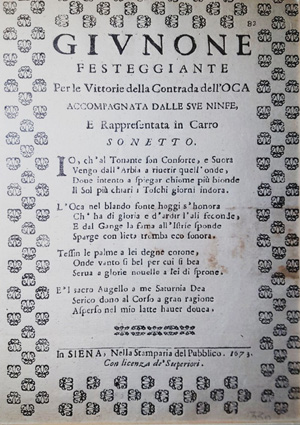 GIVNONE
FESTEGGIANTE
Per le Vittorie della Contrada dell'OCA
ACCOMPAGNATA DALLE SVE NINFE,
E Rappresentata in Carro
SONETTO.
IO, ch'al Tonante son Consorte, e Suora
Vengo dall'Arbia a riuerir quest'onde,
Doue intento a spiegar chiome più bionde
Il Sol più chiari i Toschi giorni indora.
L'Oca nel blando fonte hoggi s'honora
Ch'ha di gloria e d'ardir l'ali feconde,
E dal Gange la fama all'Istrie sponde
Sparge con lieta tromba eco sonora.
Tessin le palme a lei degne corone,
Onde vanto sì bel per cui si bea
Serua a glorie nouelle a lei di sprone.
E'l sacro Augello a me Saturnia Dea
Serico dono al Corso a gran ragione
Asperso nel mio latte hauer douea.
In SIENA, Nella Stamparia del Pubblico. 1673.
Con licenza de' Superiori.